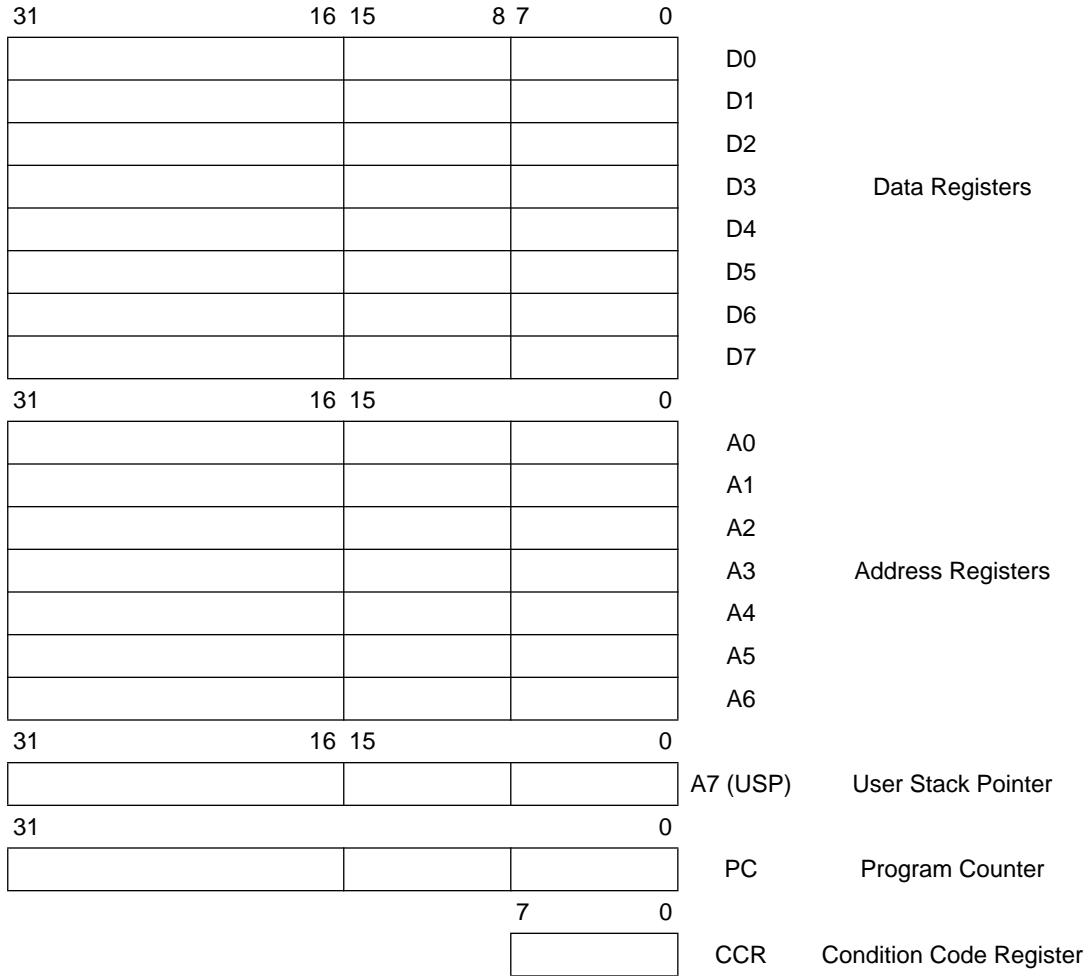 31 16 15 8 7 0
D0
D1
D2
D3 Data Registers
D4
D5
D6
D7
31 16 15 0
A0
A1
A2
A3 Address Registers
A4
A5
A6
31 16 15 0
A7 (USP) User Stack Pointer
31 0
PC Program Counter
7 0
CCR Condition Code Register